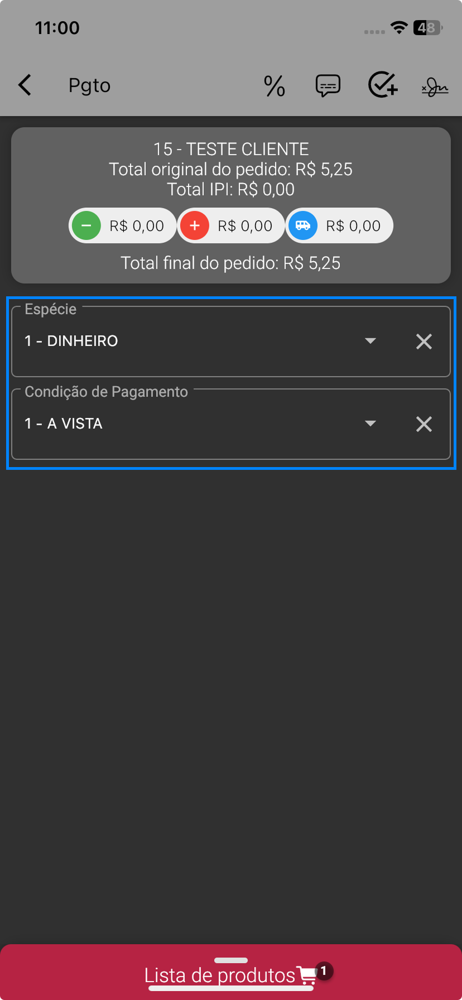 11:00
48
Pgto
%
15 - TESTE CLIENTE
Total original do pedido: R$ 5,25
Total IPI: R$ 0,00
R$ 0,00 R$ 0,00 R$ 0,00
Total final do pedido: R$ 5,25
Espécie
1 - DINHEIRO
Condição de Pagamento
1 - A VISTA
Lista de produtos 1